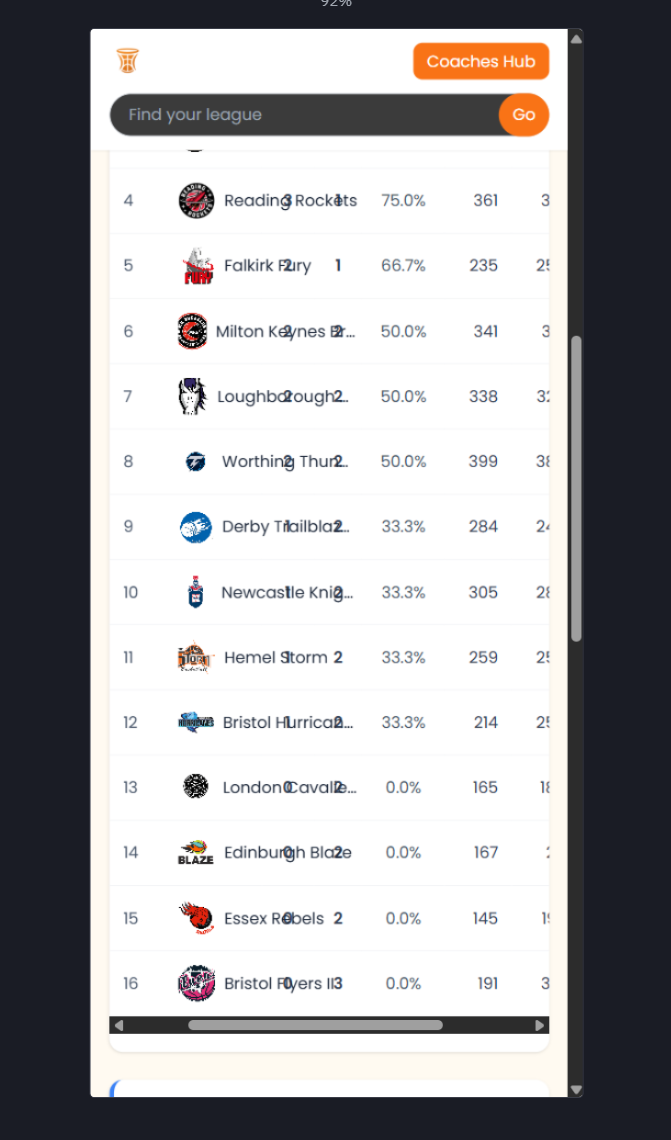 92%
Coaches Hub
Find your league
Go
4 Reading Rockets 3 1 75.0% 361 3
5 Falkirk Fury 2 1 66.7% 235 25
6 Milton Keynes Br... 2 2 50.0% 341 3
7 Loughborough... 2 2 50.0% 338 32
8 Worthing Thun... 2 2 50.0% 399 38
9 Derby Trailblaz... 1 2 33.3% 284 24
10 Newcastle Knig... 1 2 33.3% 305 28
11 Hemel Storm 1 2 33.3% 259 25
12 Bristol Hurrican... 1 2 33.3% 214 25
13 London Cavalie... 0 2 0.0% 165 18
14 BLAZE Edinburgh Blaze 0 2 0.0% 167
15 Essex Rebels 0 2 0.0% 145 19
16 Bristol Flyers II 0 3 0.0% 191 3